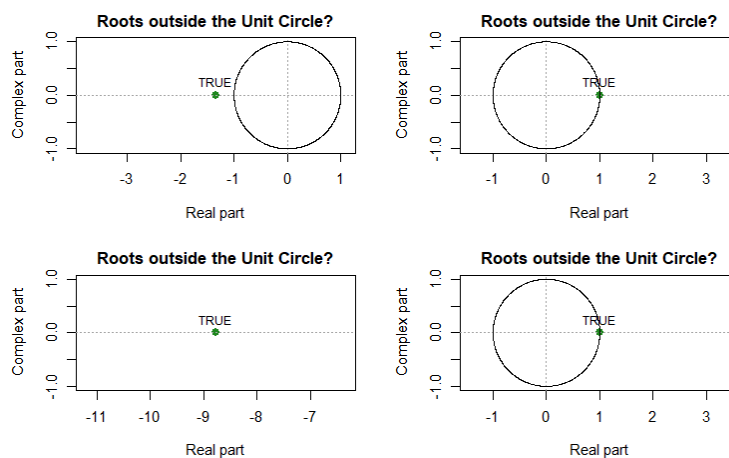 Roots outside the Unit Circle?
Complex part
1.0
0.0
-1.0
TRUE
-3 -2 -1 0 1
Real part
Roots outside the Unit Circle?
Complex part
1.0
0.0
-1.0
TRUE
-1 0 1 2 3
Real part
Roots outside the Unit Circle?
Complex part
1.0
0.0
-1.0
TRUE
-11 -10 -9 -8 -7
Real part
Roots outside the Unit Circle?
Complex part
1.0
0.0
-1.0
TRUE
-1 0 1 2 3
Real part